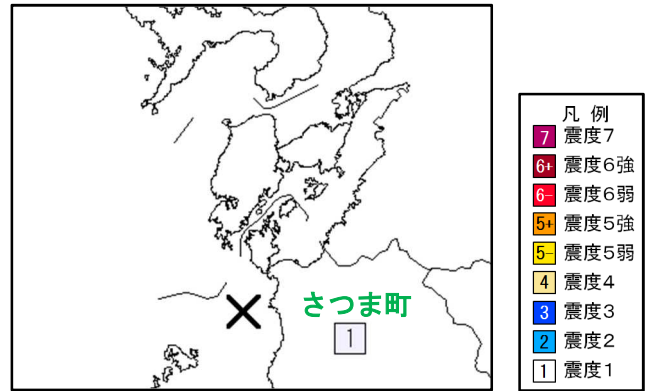 さつま町
1
凡 例
7 震度7
6+ 震度6強
6- 震度6弱
5+ 震度5強
5- 震度5弱
4 震度4
3 震度3
2 震度2
1 震度1